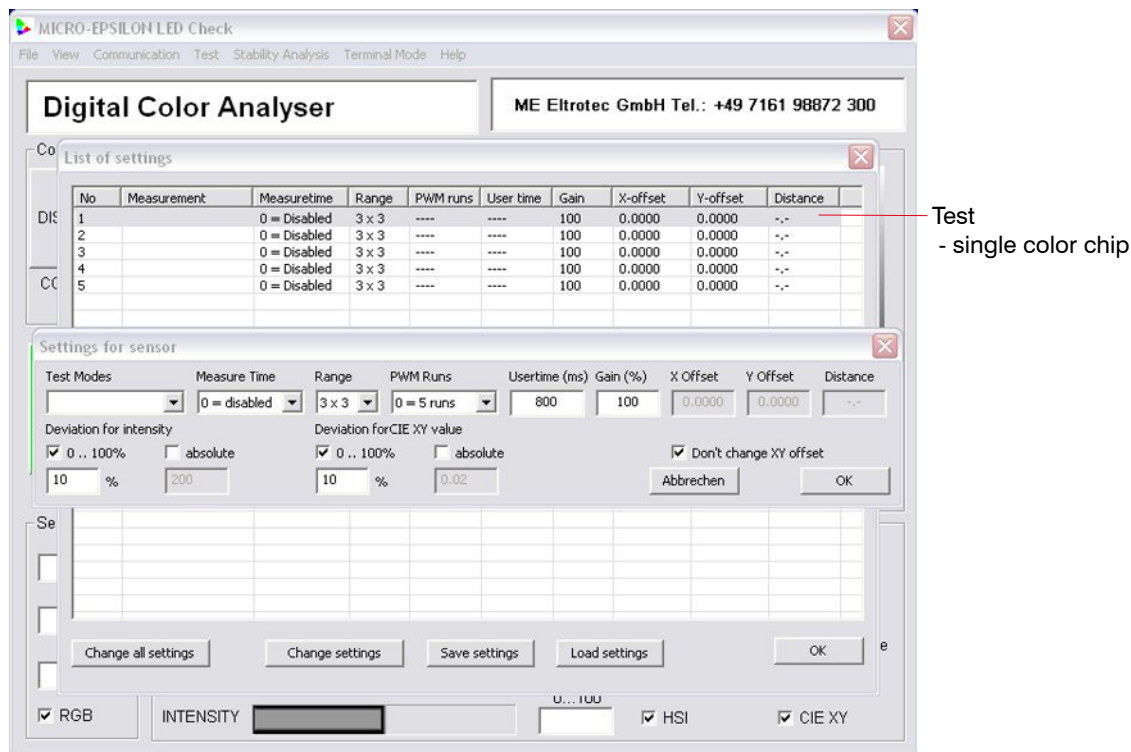 MICRO-EPSILON LED Check
File View Communication Test Stability Analysis Terminal Mode Help
Digital Color Analyser
ME Eltrotec GmbH Tel.: +49 7161 98872 300
Co
List of settings
No Measurement Measuretime Range PWM runs User time Gain X-offset Y-offset Distance
DIS
1 0 = Disabled 3 x 3 ---- ---- 100 0.0000 0.0000 -.-
Test
2 0 = Disabled 3 x 3 ---- ---- 100 0.0000 0.0000 -.-
- single color chip
3 0 = Disabled 3 x 3 ---- ---- 100 0.0000 0.0000 -.-
4 0 = Disabled 3 x 3 ---- ---- 100 0.0000 0.0000 -.-
CO
5 0 = Disabled 3 x 3 ---- ---- 100 0.0000 0.0000 -.-
Settings for sensor
Test Modes Measure Time Range PWM Runs Usertime (ms) Gain (%) X Offset Y Offset Distance
0 = disabled 3 x 3 0 = 5 runs 800 100 0.0000 0.0000 -.-
Deviation for intensity Deviation forCIE XY value
0 .. 100% absolute 0 .. 100% absolute Don't change XY offset
10 % 200 10 % 0.02 Abbrechen OK
Se
Change all settings Change settings Save settings Load settings OK
e
0...100
RGB INTENSITY HSI CIE XY